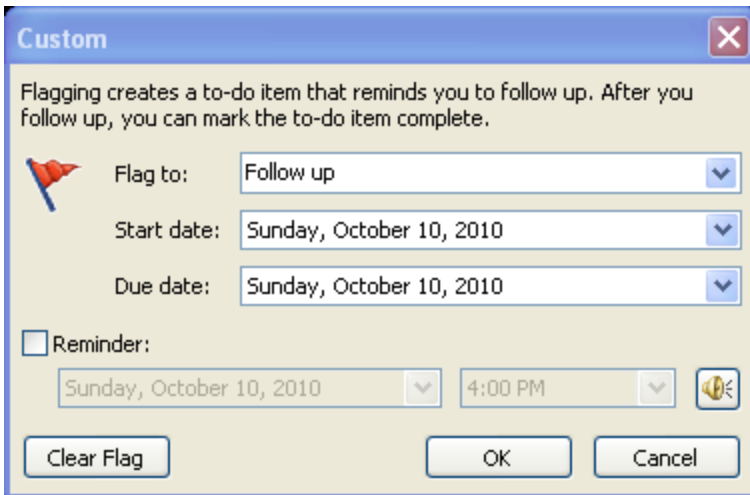 Custom
Flagging creates a to-do item that reminds you to follow up. After you
follow up, you can mark the to-do item complete.
Flag to: Follow up
Start date: Sunday, October 10, 2010
Due date: Sunday, October 10, 2010
Reminder:
Sunday, October 10, 2010 4:00 PM
Clear Flag OK Cancel